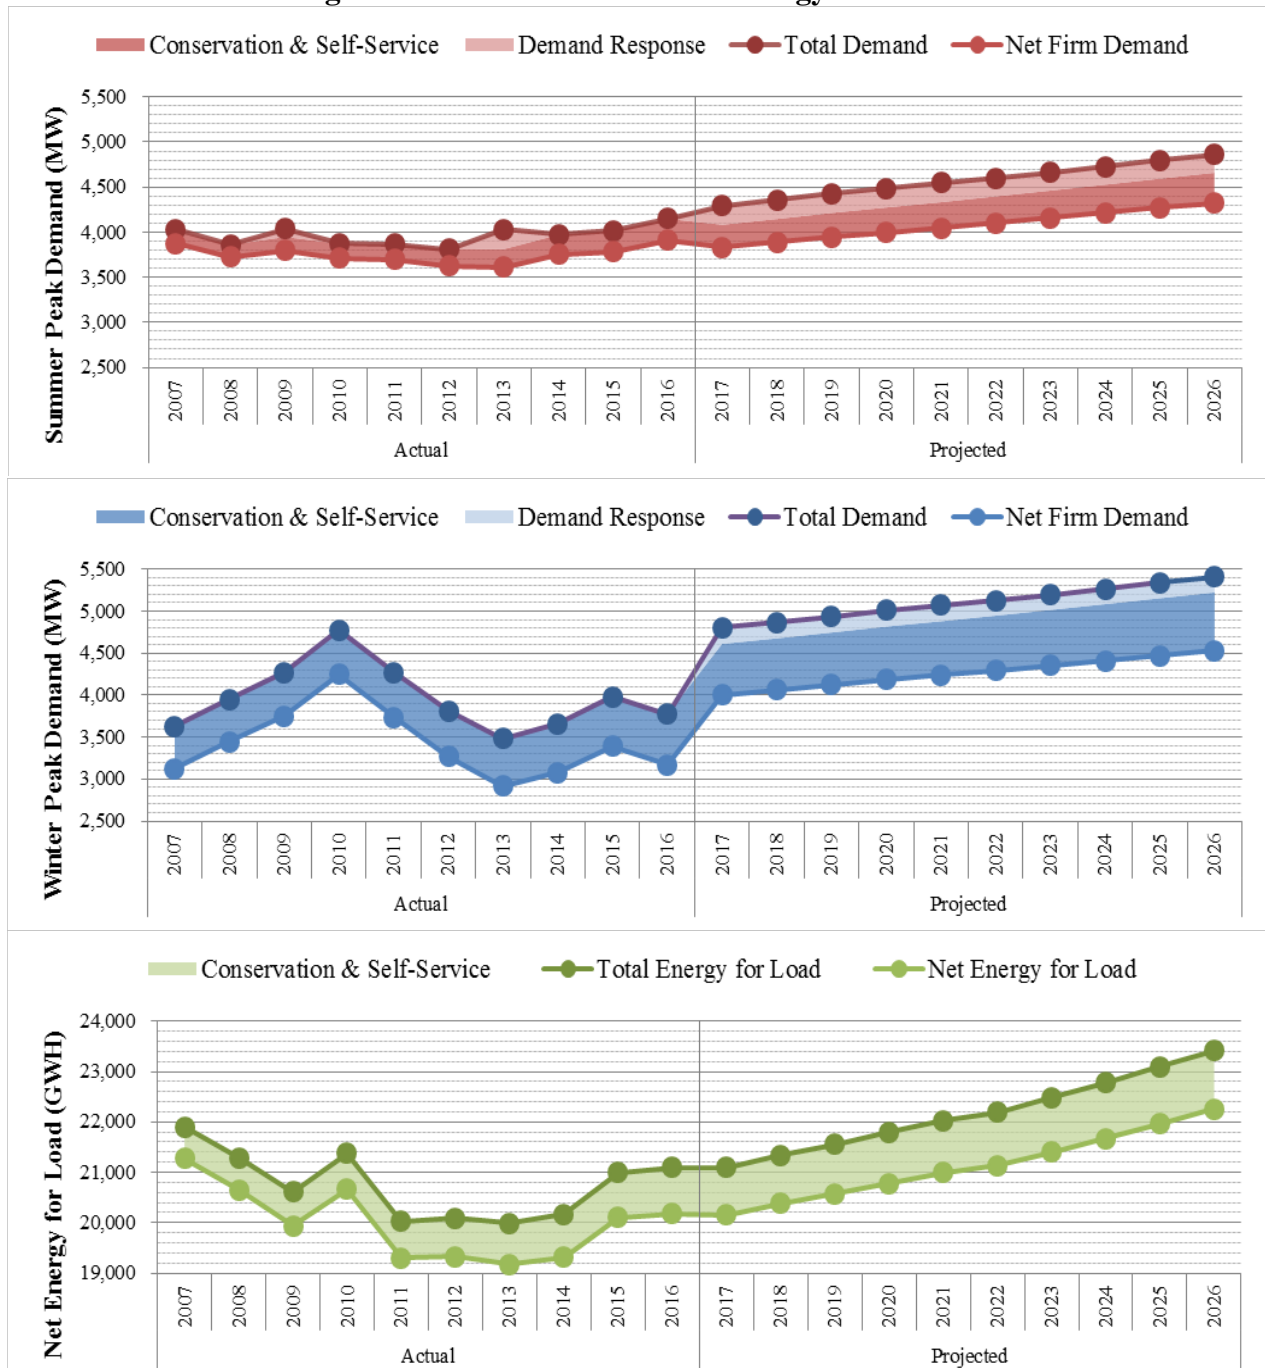 Conservation & Self-Service Demand Response Total Demand Net Firm Demand
Summer Peak Demand (MW)
5,500
5,000
4,500
4,000
3,500
3,000
2,500
2007 2008 2009 2010 2011 2012 2013 2014 2015 2016 2017 2018 2019 2020 2021 2022 2023 2024 2025 2026
Actual Projected
Conservation & Self-Service Demand Response Total Demand Net Firm Demand
Winter Peak Demand (MW)
5,500
5,000
4,500
4,000
3,500
3,000
2,500
2007 2008 2009 2010 2011 2012 2013 2014 2015 2016 2017 2018 2019 2020 2021 2022 2023 2024 2025 2026
Actual Projected
Conservation & Self-Service Total Energy for Load Net Energy for Load
Net Energy for Load (GWH)
24,000
23,000
22,000
21,000
20,000
19,000
2007 2008 2009 2010 2011 2012 2013 2014 2015 2016 2017 2018 2019 2020 2021 2022 2023 2024 2025 2026
Actual Projected